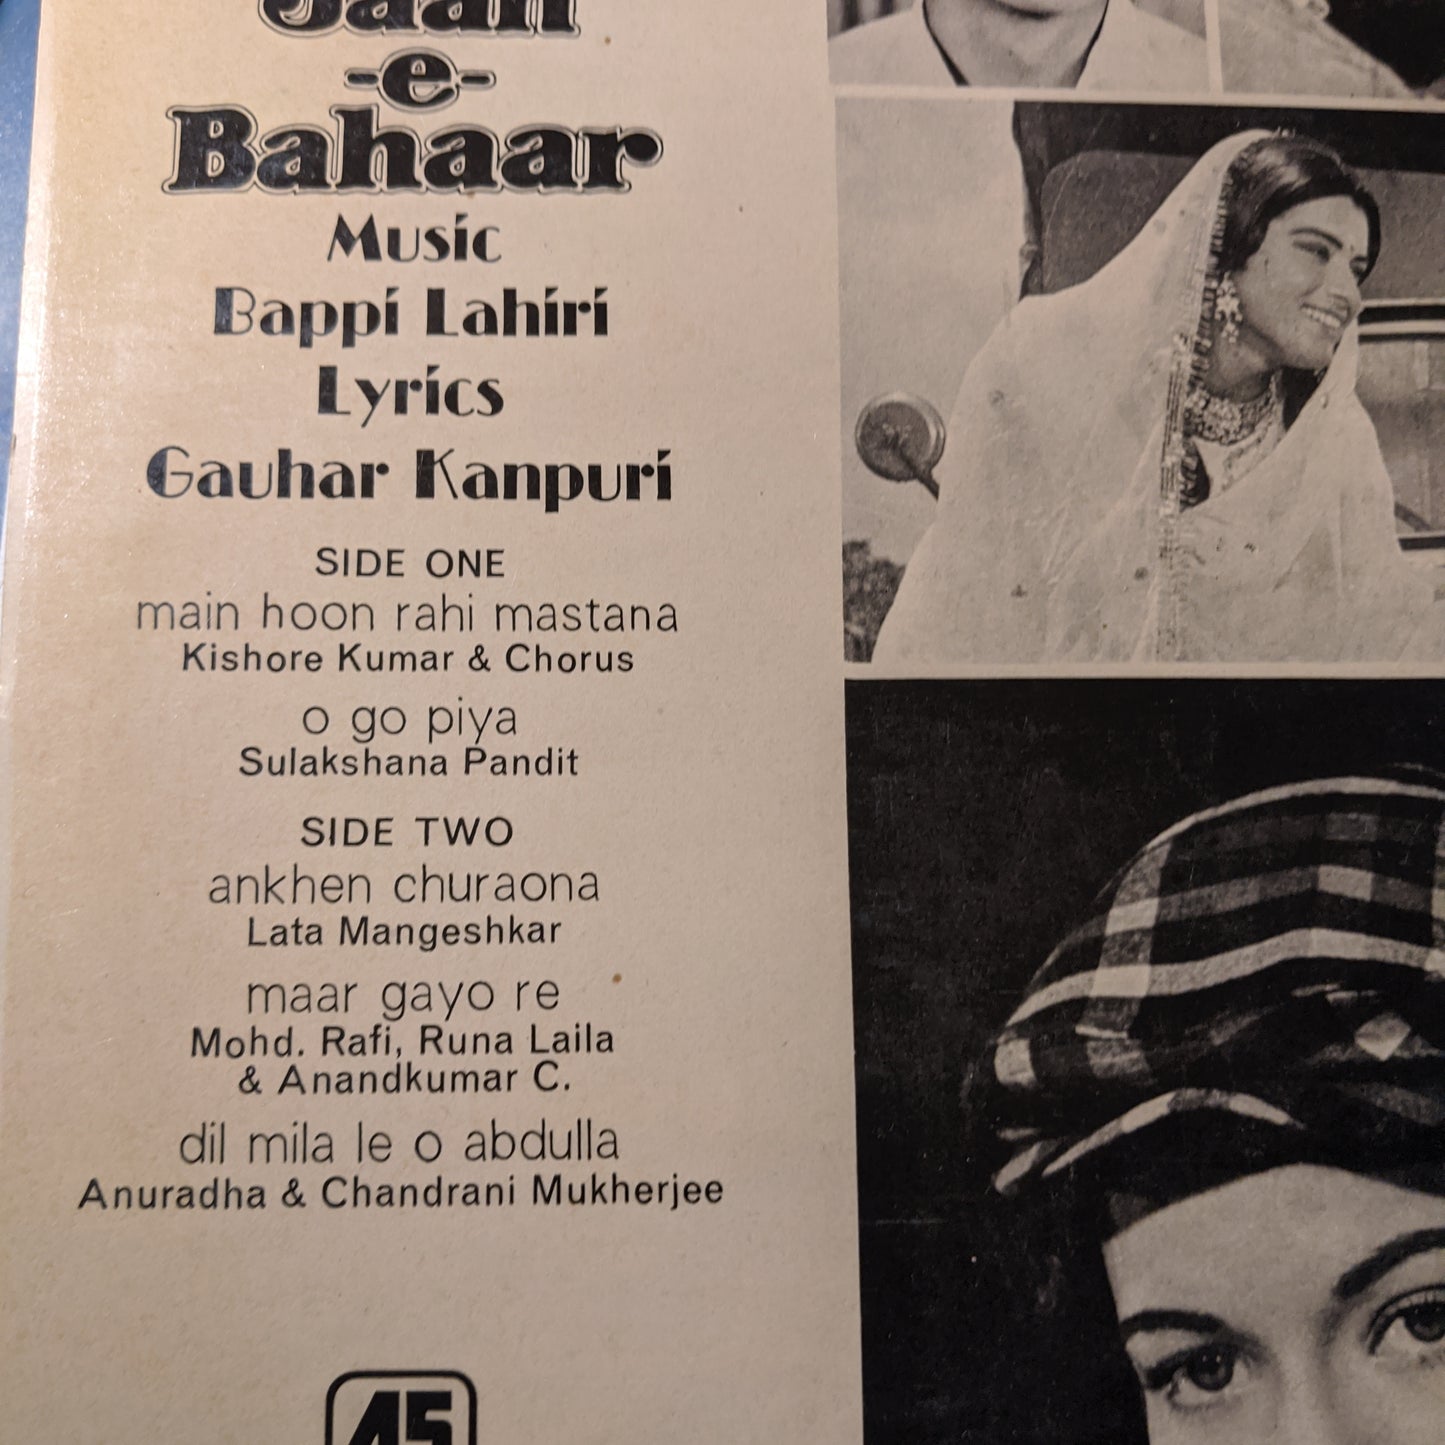 Jaan
-e-
Bahaar
Music
Bappi Lahiri
Lyrics
Gauhar Kanpuri
SIDE ONE
main hoon rahi mastana
Kishore Kumar & Chorus
o go piya
Sulakshana Pandit
SIDE TWO
ankhen churaona
Lata Mangeshkar
maar gayo re
Mohd. Rafi, Runa Laila
& Anandkumar C.
dil mila le o abdulla
Anuradha & Chandrani Mukherjee
45